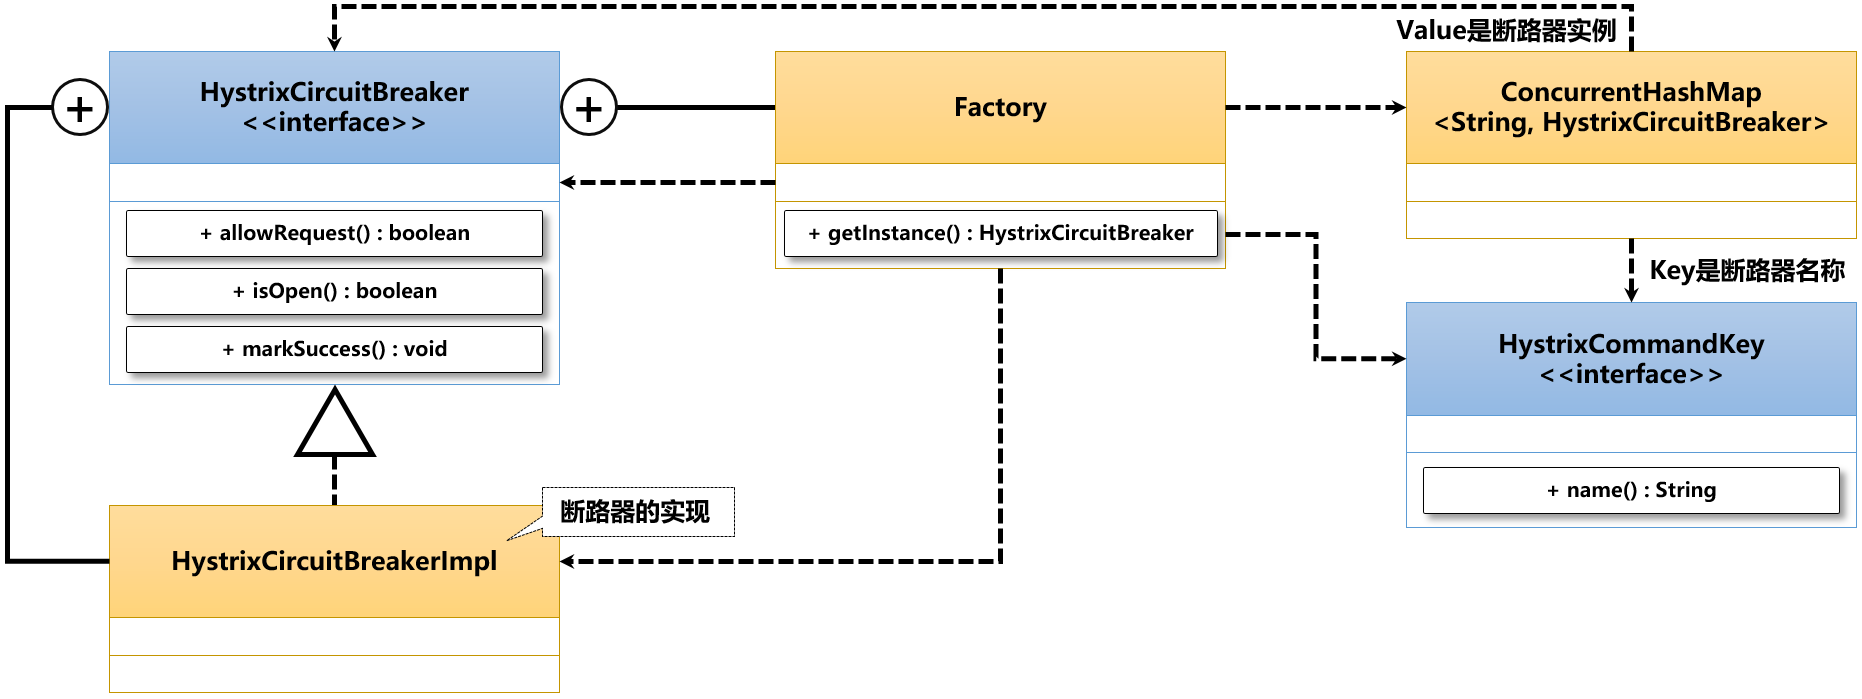 Value是断路器实例
HystrixCircuitBreaker
<<interface>>
+ allowRequest() : boolean
+ isOpen() : boolean
+ markSuccess() : void
Factory
+ getInstance() : HystrixCircuitBreaker
ConcurrentHashMap
<String, HystrixCircuitBreaker>
Key是断路器名称
HystrixCommandKey
<<interface>>
+ name() : String
断路器的实现
HystrixCircuitBreakerImpl